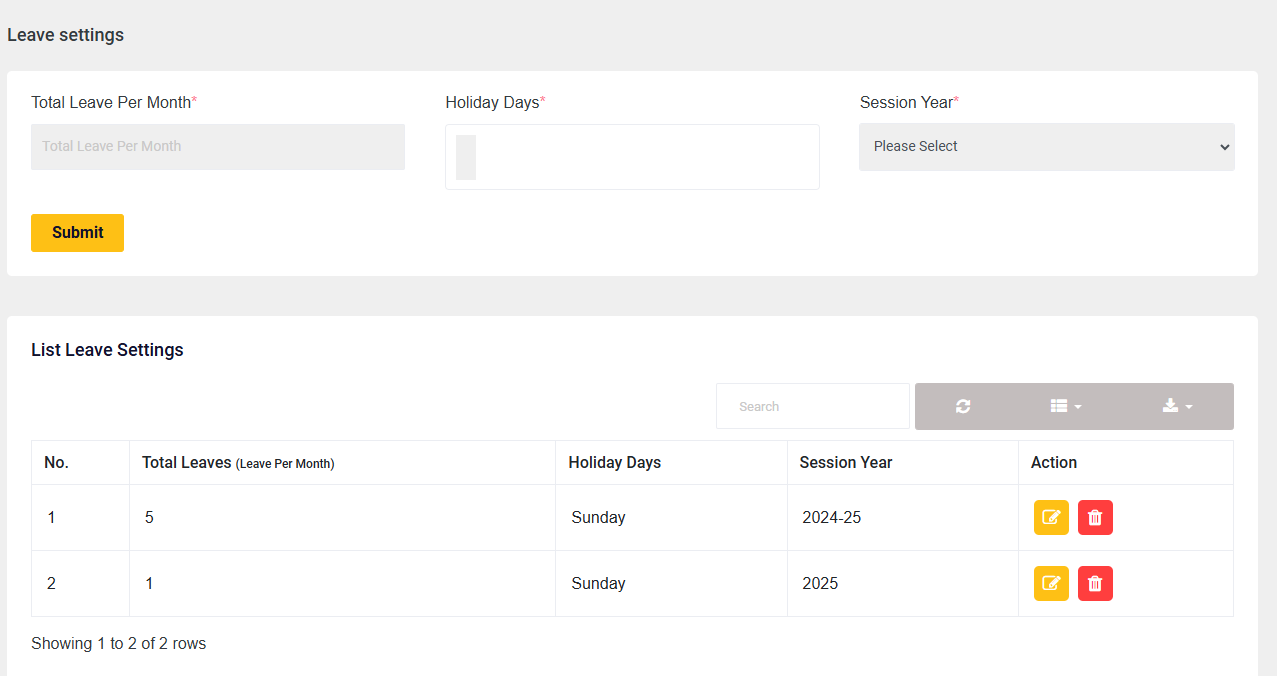 Leave settings
Total Leave Per Month* Holiday Days* Session Year*
Total Leave Per Month Please Select
Submit
List Leave Settings
Search
No. Total Leaves (Leave Per Month) Holiday Days Session Year Action
1 5 Sunday 2024-25
2 1 Sunday 2025
Showing 1 to 2 of 2 rows